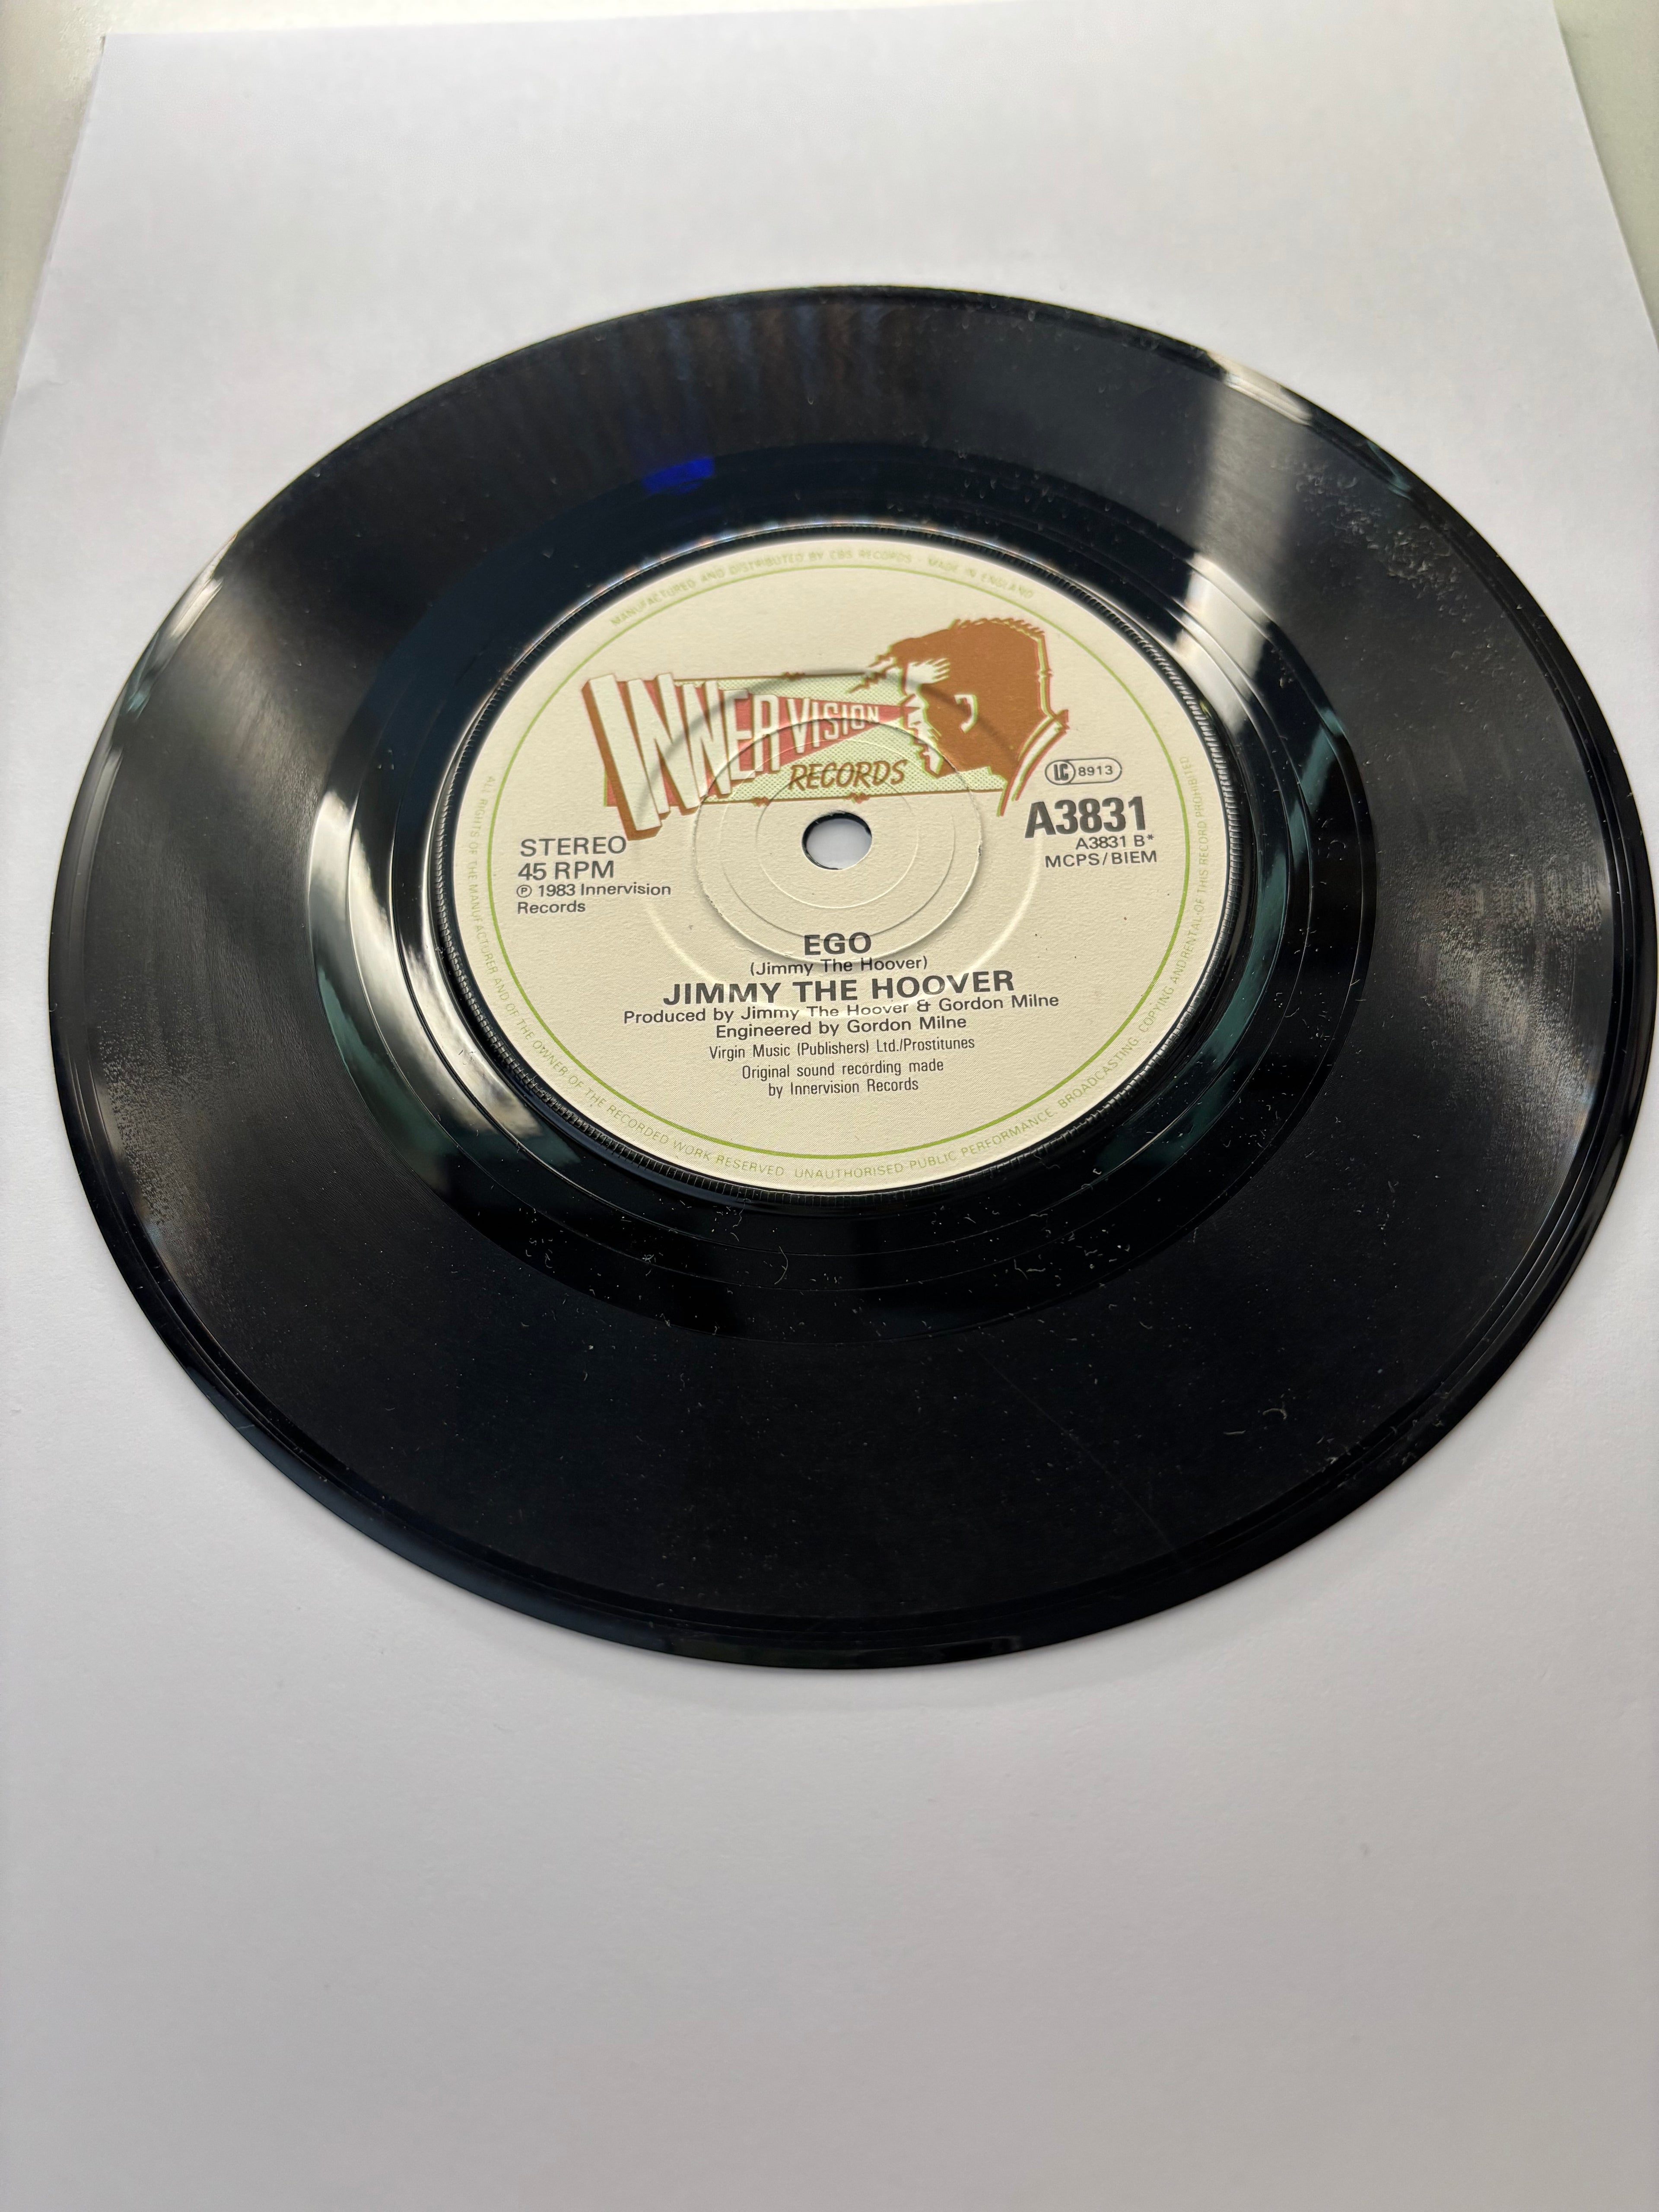 MANUFACTURED AND DISTRIBUTED BY CBS RECORDS · MADE IN ENGLAND
INNERVISION
RECORDS
LC 8913
A3831
A3831 B*
MCPS/BIEM
STEREO
45 RPM
℗ 1983 Innervision
Records
EGO
(Jimmy The Hoover)
JIMMY THE HOOVER
Produced by Jimmy The Hoover & Gordon Milne
Engineered by Gordon Milne
Virgin Music (Publishers) Ltd./Prostitunes
Original sound recording made
by Innervision Records
ALL RIGHTS OF THE MANUFACTURER AND OF THE OWNER OF THE RECORDED WORK RESERVED. UNAUTHORISED PUBLIC PERFORMANCE, BROADCASTING, COPYING AND RENTAL OF THIS RECORD PROHIBITED